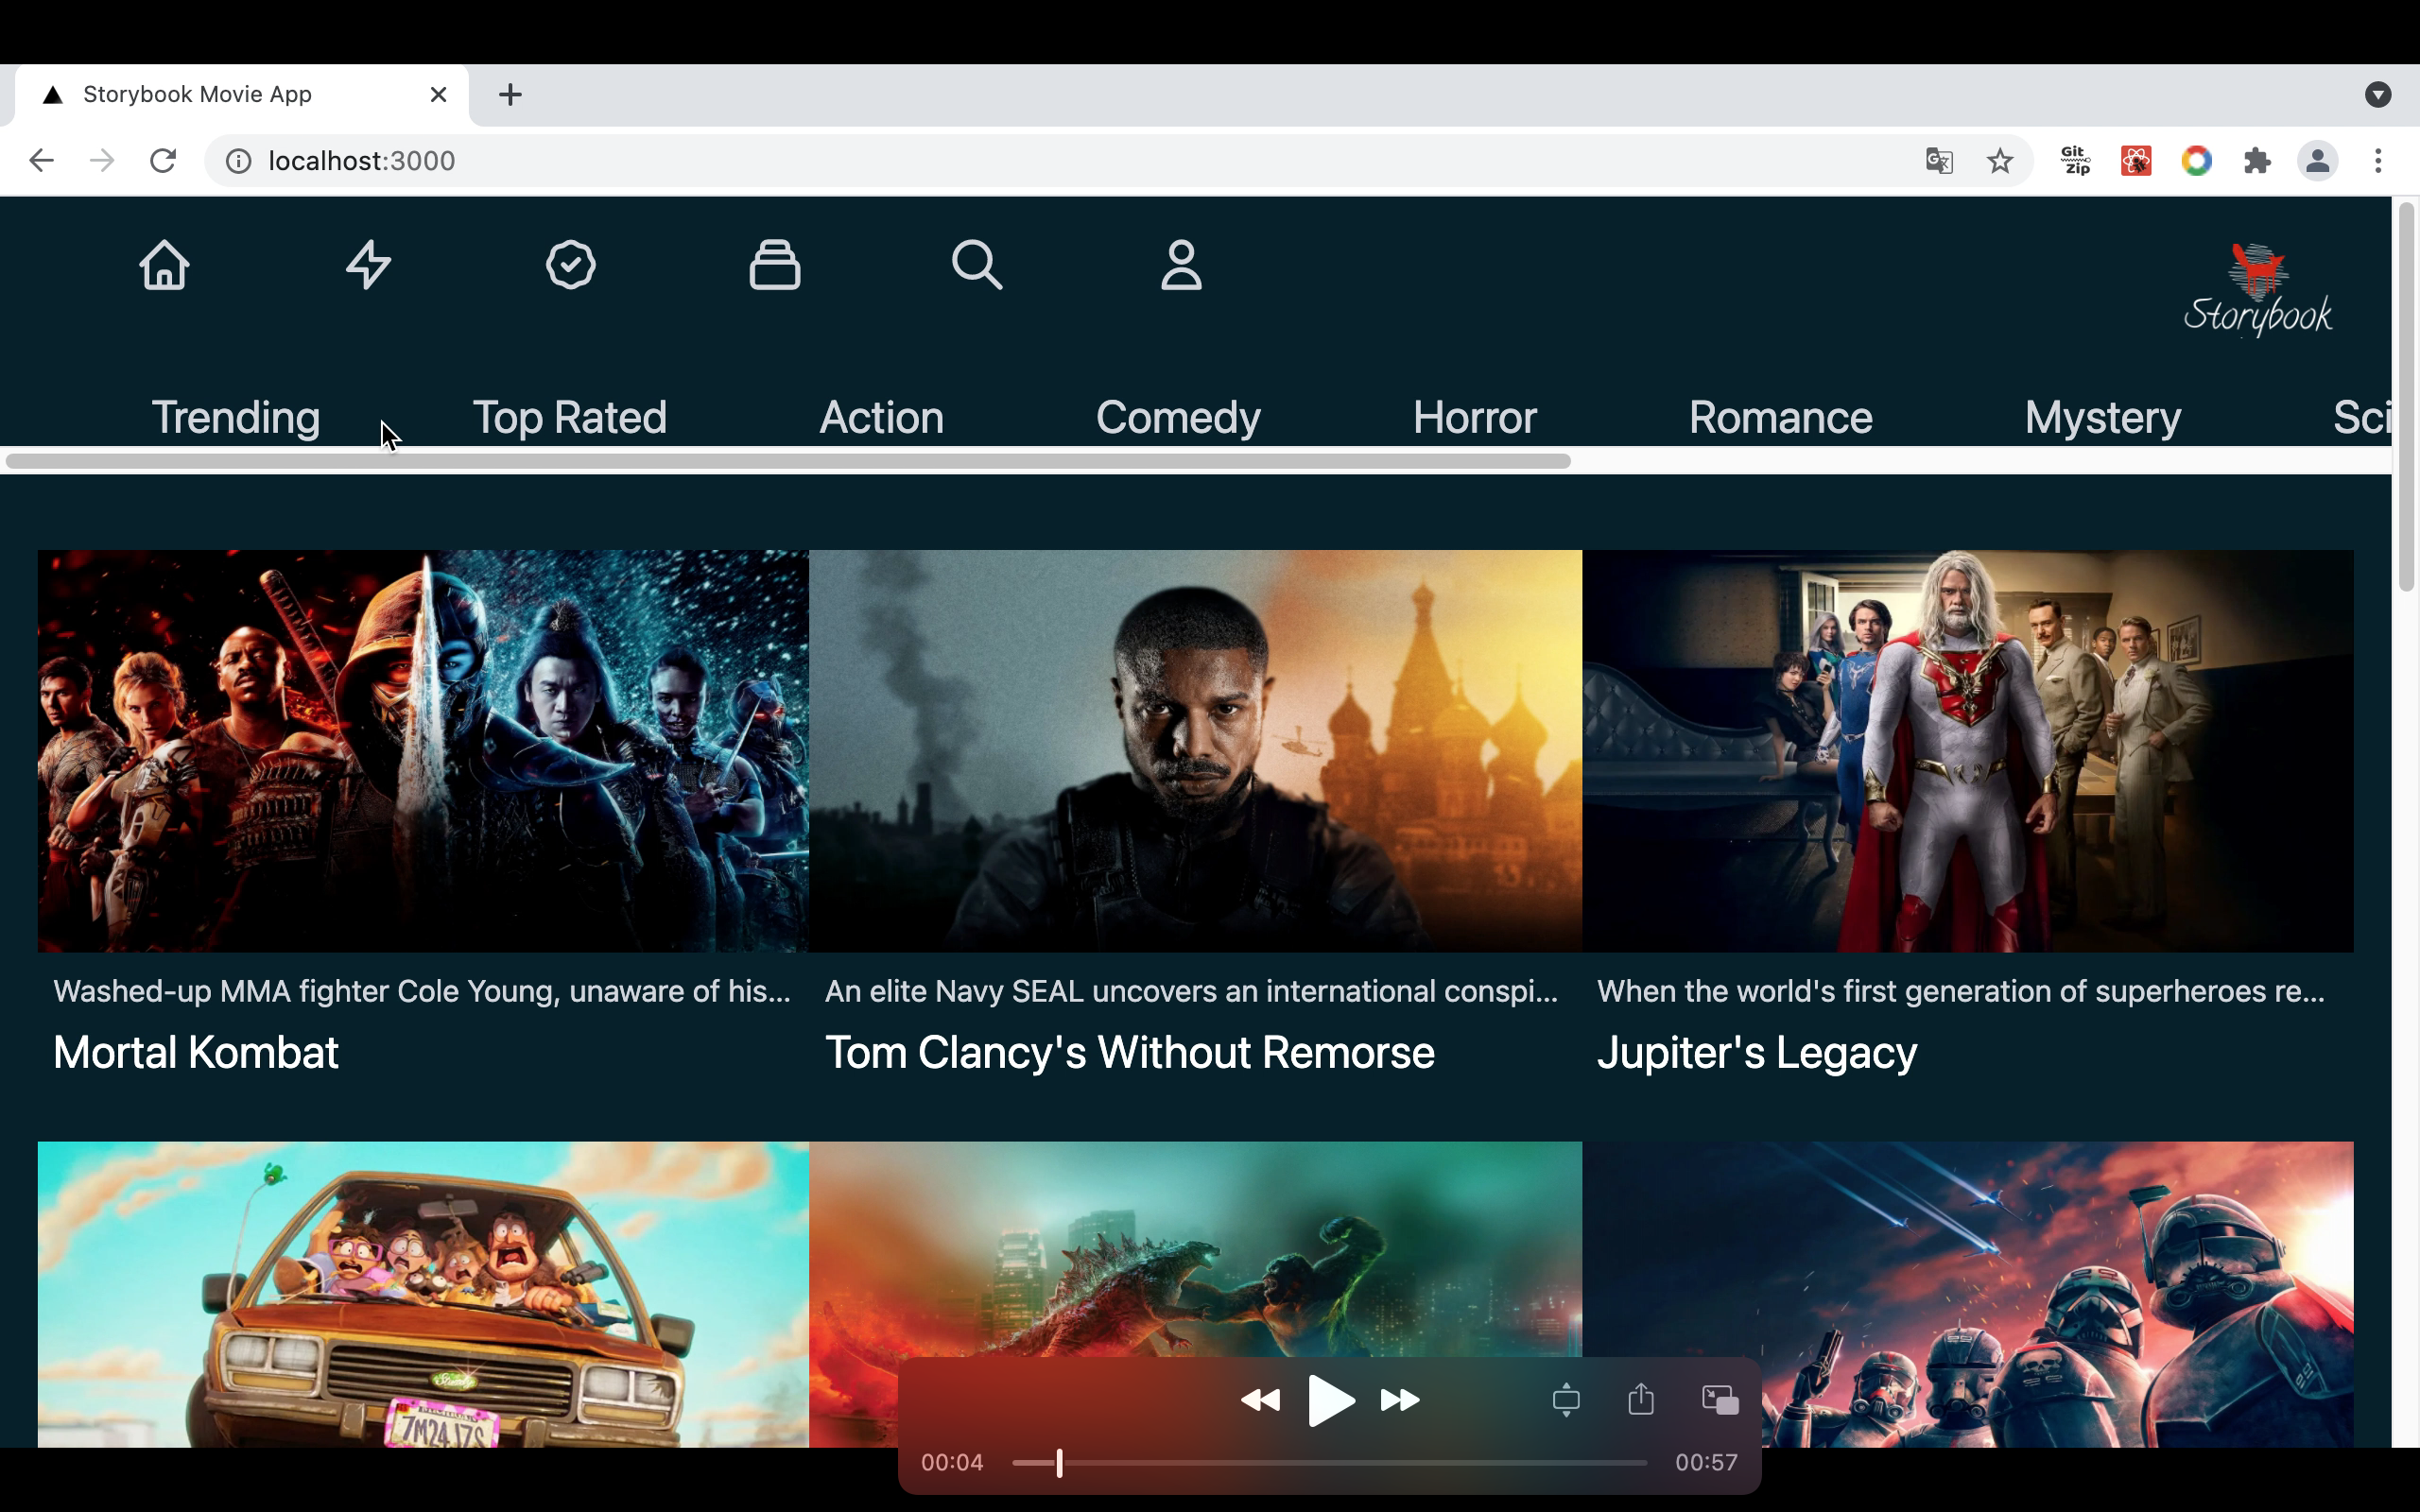 Storybook Movie App
localhost:3000
Git
Zip
Storybook
Trending Top Rated Action Comedy Horror Romance Mystery Sci
Washed-up MMA fighter Cole Young, unaware of his...
Mortal Kombat
An elite Navy SEAL uncovers an international conspi...
Tom Clancy's Without Remorse
When the world's first generation of superheroes re...
Jupiter's Legacy
00:04
00:57